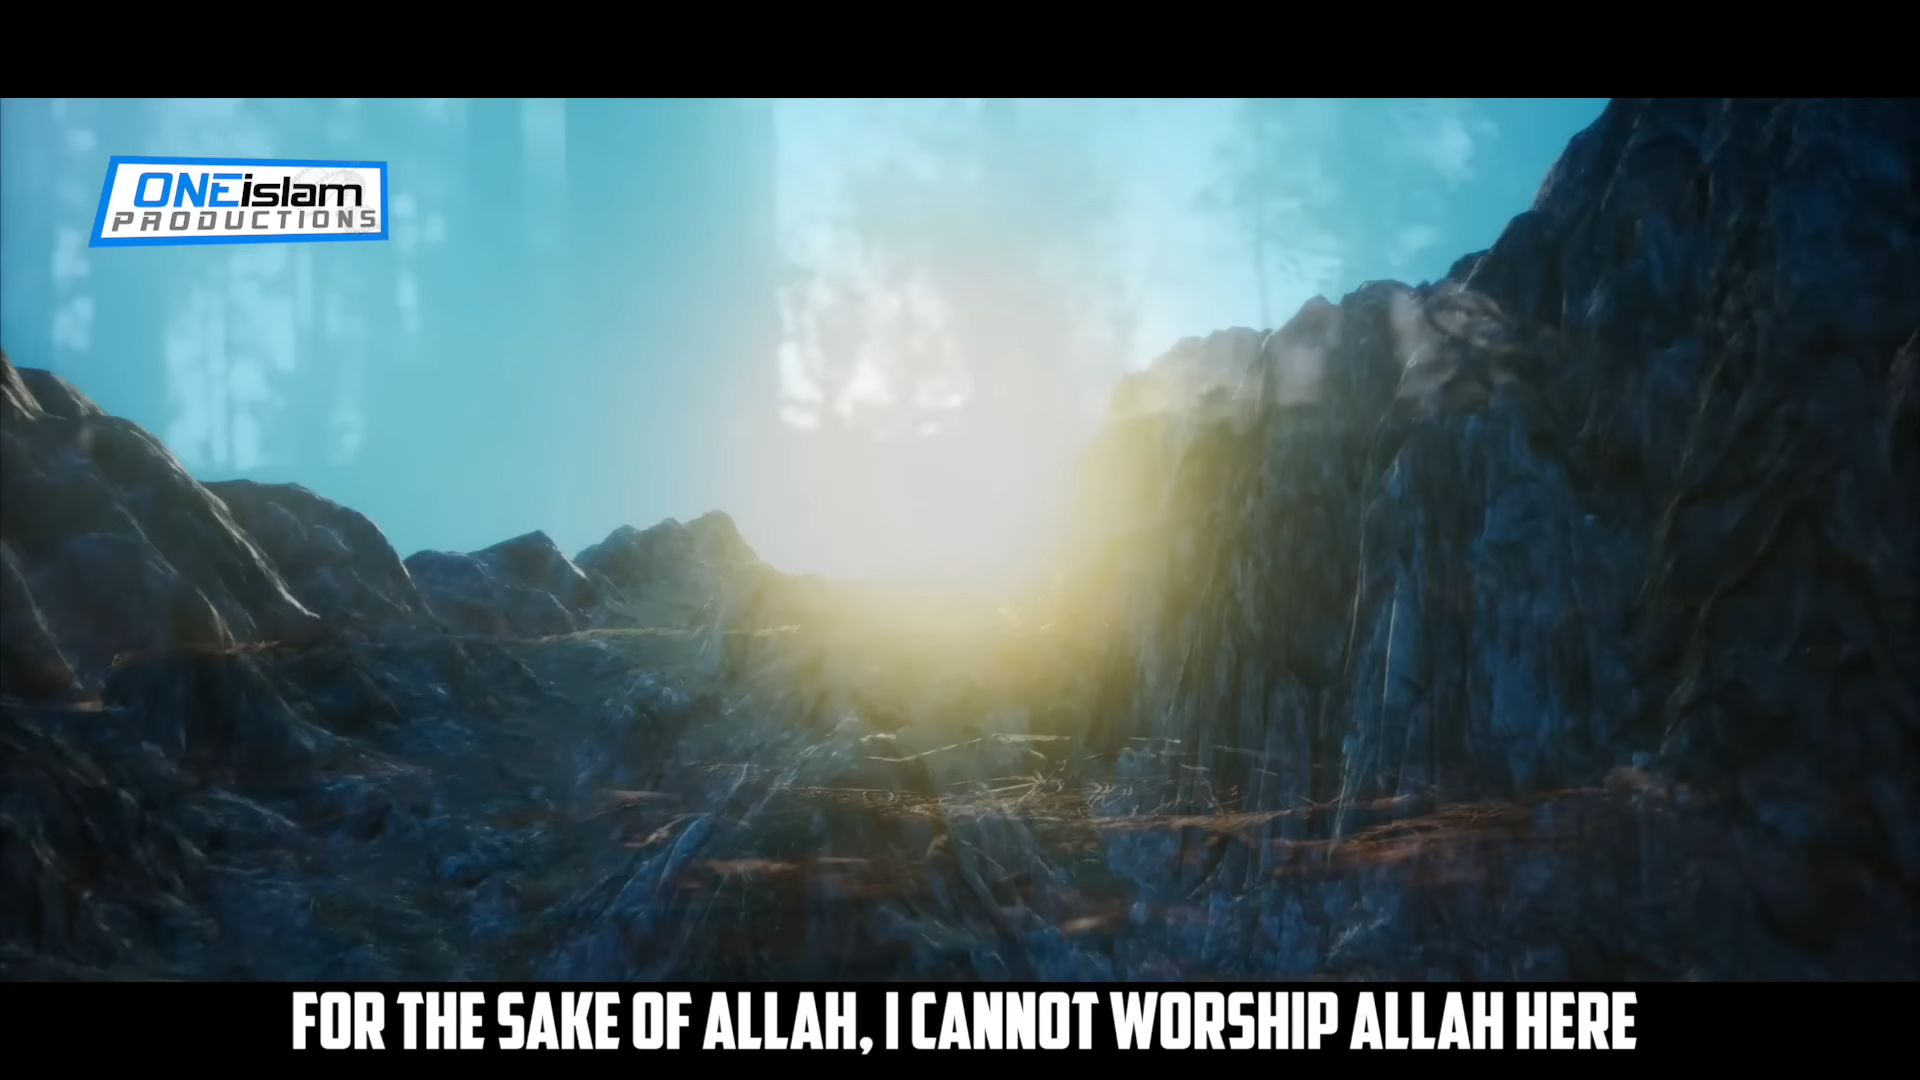 ONEislam
PRODUCTIONS
FOR THE SAKE OF ALLAH, I CANNOT WORSHIP ALLAH HERE